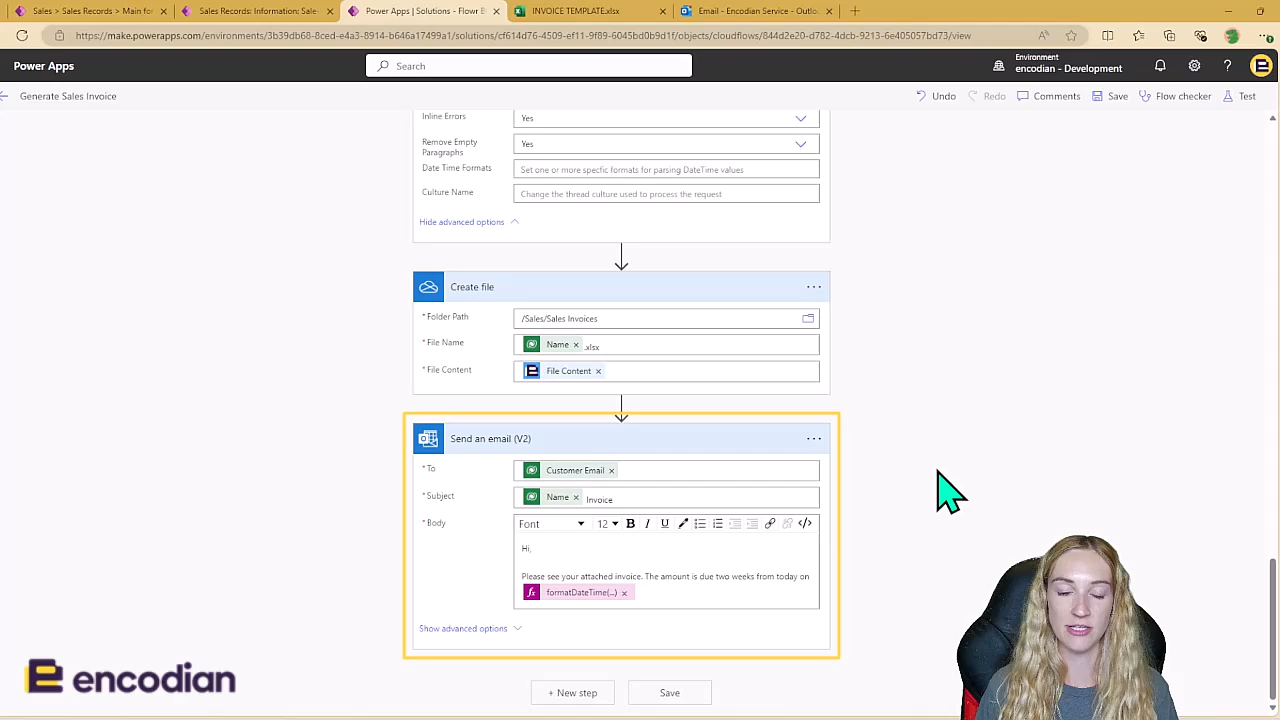 Sales > Sales Records > Main for
Sales Records: Information: Sale-
Power Apps | Solutions - Flowr E
INVOICE TEMPLATE.xlsx
Email - Encodian Service - Outlo
https://make.powerapps.com/environments/3b39db68-8ced-e4a3-8914-b646a17499a1/solutions/cf614d76-4509-ef11-9f89-6045bd0b9d1f/objects/cloudflows/844d2e20-d782-4dcb-9213-6e405057bd73/view
Power Apps
Search
Environment
encodian - Development
Generate Sales Invoice
Undo
Redo
Comments
Save
Flow checker
Test
Inline Errors
Yes
Remove Empty
Paragraphs
Yes
Date Time Formats
Set one or more specfic formats for parsing DateTime values
Culture Name
Change the thread culture used to process the request
Hide advanced options
Create file
* Folder Path
/Sales/Sales Invoices
* File Name
Name × .xlsx
* File Content
File Content ×
Send an email (V2)
* To
Customer Email ×
* Subject
Name × Invoice
* Body
Font
12
B I U </>
Hi,
Please see your attached invoice. The amount is due two weeks from today on
fx formatDateTime(...) ×
Show advanced options
+ New step
Save
encodian